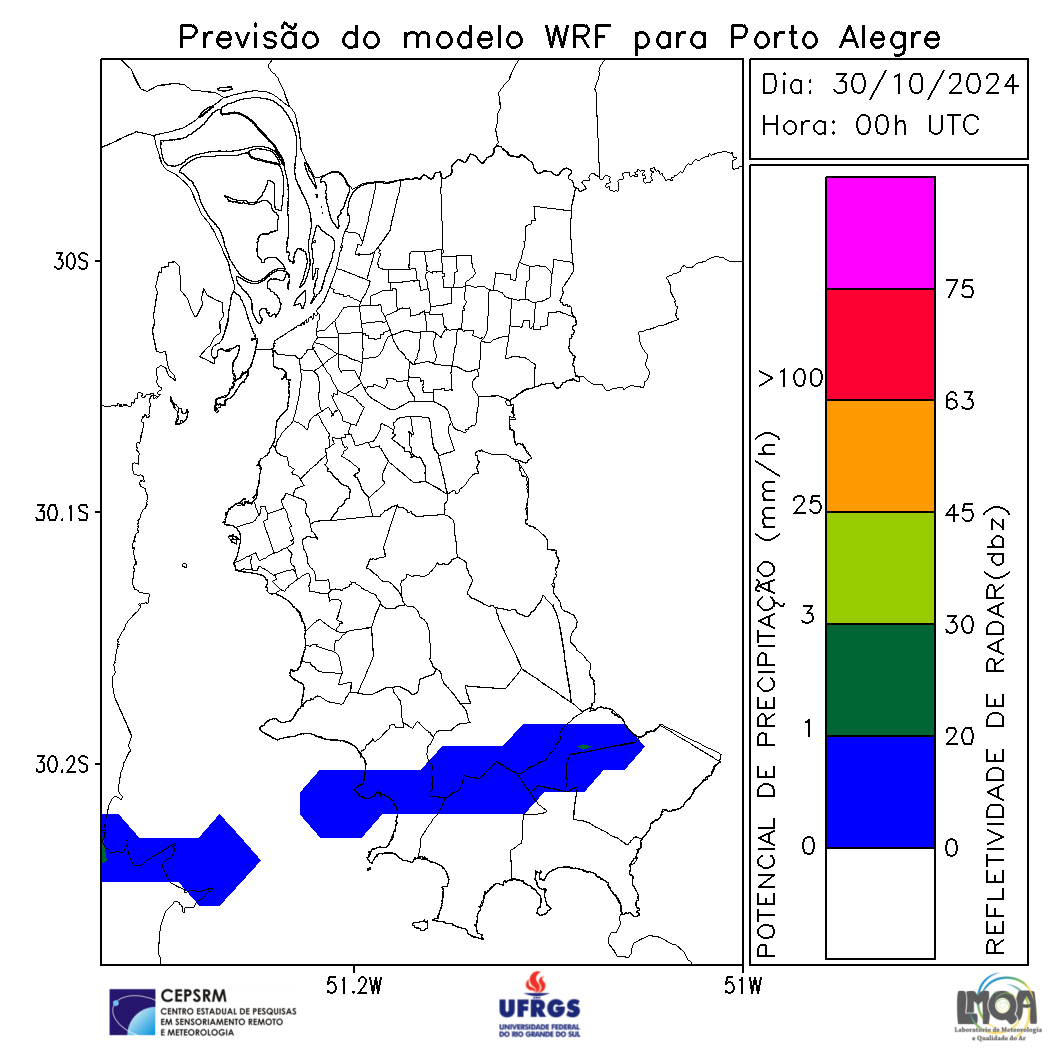 Previsão do modelo WRF para Porto Alegre
Dia: 30/10/2024
Hora: 00h UTC
30S
30.1S
30.2S
51.2W
51W
POTENCIAL DE PRECIPITAÇÃO (mm/h)
>100
25
3
1
0
75
63
45
30
20
0
REFLETIVIDADE DE RADAR(dbz)
CEPSRM
CENTRO ESTADUAL DE PESQUISAS
EM SENSORIAMENTO REMOTO
E METEOROLOGIA
UFRGS
UNIVERSIDADE FEDERAL
DO RIO GRANDE DO SUL
LMQA
Laboratório de Meteorologia
e Qualidade do Ar